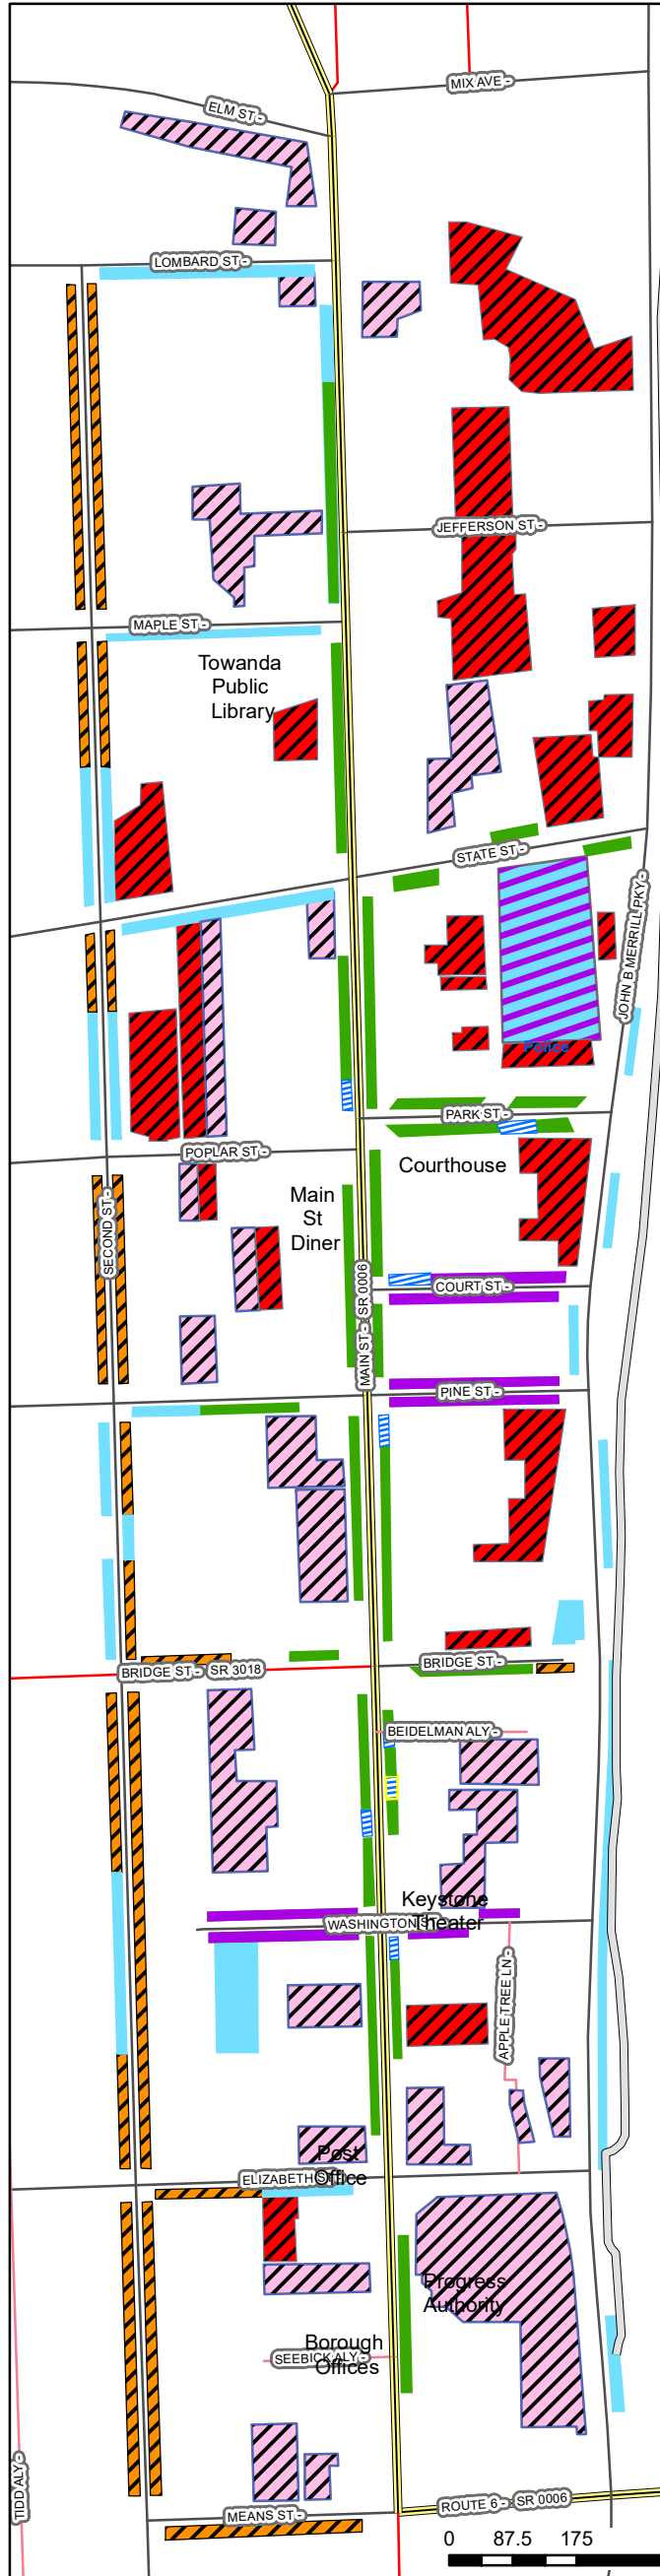 MIX AVE -
ELM ST -
LOMBARD ST -
JEFFERSON ST -
MAPLE ST -
Towanda
Public
Library
STATE ST -
JOHN B MERRILL PKY -
Police
PARK ST -
POPLAR ST -
Courthouse
Main
St
Diner
SECOND ST -
MAIN ST - SR 0006
COURT ST -
PINE ST -
BRIDGE ST - SR 3018
BRIDGE ST -
BEIDELMAN ALY -
Keystone
Theater
WASHINGTON ST -
APPLE TREE LN -
Post
Office
ELIZABETH ST -
Progress
Authority
Borough
Offices
SEEBICK ALY -
TIDD ALY -
ROUTE 6 - SR 0006
MEANS ST -
0 87.5 175